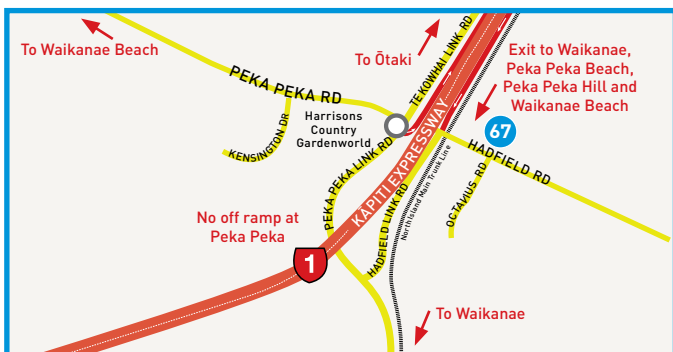 To Waikanae Beach
To Ōtaki
TE KOWHAI LINK RD
Exit to Waikanae,
Peka Peka Beach,
Peka Peka Hill and
Waikanae Beach
PEKA PEKA RD
Harrisons
Country
Gardenworld
67
KENSINGTON DR
HADFIELD RD
PEKA PEKA LINK RD
KĀPITI EXPRESSWAY
North Island Main Trunk Line
OCTAVIUS RD
No off ramp at
Peka Peka
HADFIELD LINK RD
1
To Waikanae